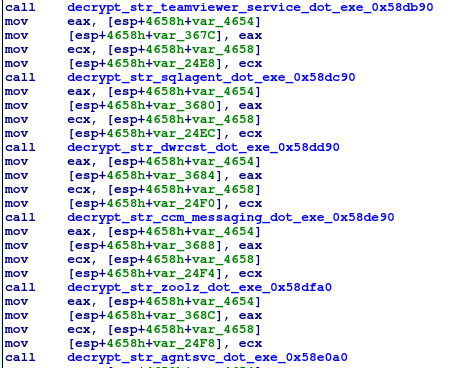 call decrypt_str_teamviewer_service_dot_exe_0x58db90
mov eax, [esp+4658h+var_4654]
mov [esp+4658h+var_367C], eax
mov ecx, [esp+4658h+var_4658]
mov [esp+4658h+var_24E8], ecx
call decrypt_str_sqlagent_dot_exe_0x58dc90
mov eax, [esp+4658h+var_4654]
mov [esp+4658h+var_3680], eax
mov ecx, [esp+4658h+var_4658]
mov [esp+4658h+var_24EC], ecx
call decrypt_str_dwrcst_dot_exe_0x58dd90
mov eax, [esp+4658h+var_4654]
mov [esp+4658h+var_3684], eax
mov ecx, [esp+4658h+var_4658]
mov [esp+4658h+var_24F0], ecx
call decrypt_str_ccm_messaging_dot_exe_0x58de90
mov eax, [esp+4658h+var_4654]
mov [esp+4658h+var_3688], eax
mov ecx, [esp+4658h+var_4658]
mov [esp+4658h+var_24F4], ecx
call decrypt_str_zoolz_dot_exe_0x58dfa0
mov eax, [esp+4658h+var_4654]
mov [esp+4658h+var_368C], eax
mov ecx, [esp+4658h+var_4658]
mov [esp+4658h+var_24F8], ecx
call decrypt_str_agntsvc_dot_exe_0x58e0a0